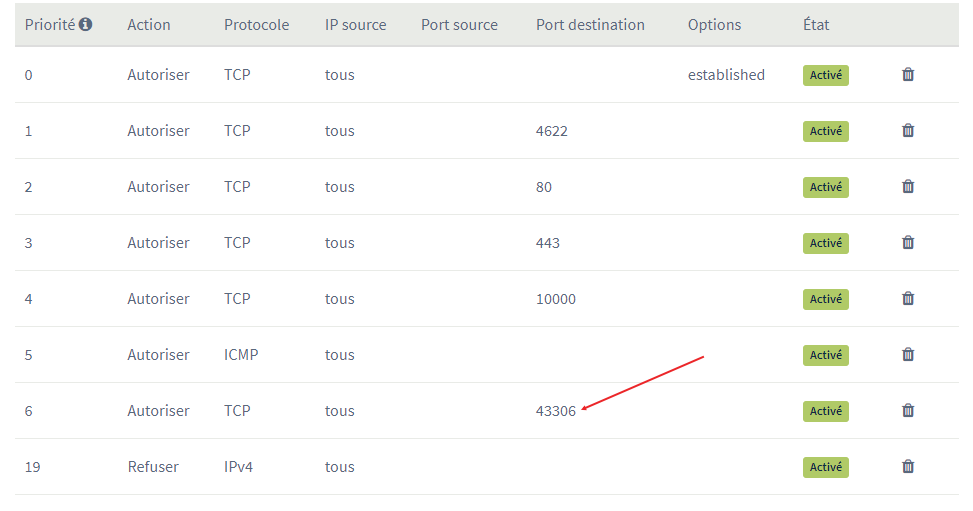 Priorité Action Protocole IP source Port source Port destination Options État
0 Autoriser TCP tous established Activé
1 Autoriser TCP tous 4622 Activé
2 Autoriser TCP tous 80 Activé
3 Autoriser TCP tous 443 Activé
4 Autoriser TCP tous 10000 Activé
5 Autoriser ICMP tous Activé
6 Autoriser TCP tous 43306 Activé
19 Refuser IPv4 tous Activé